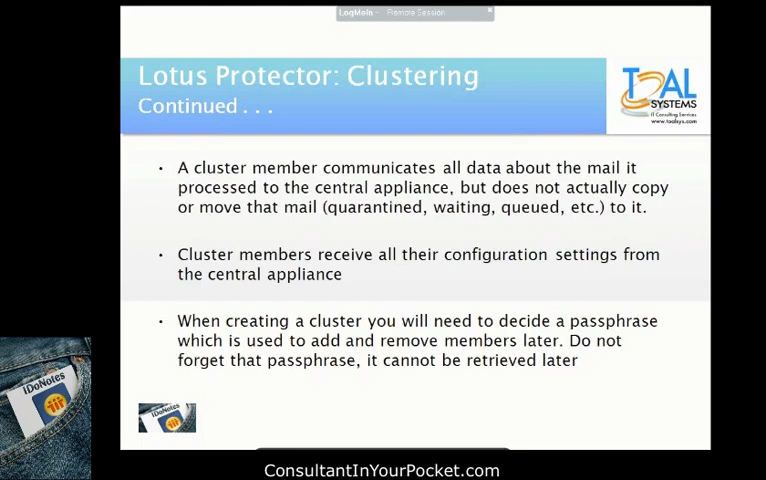 LogMeIn - Remote Session
Lotus Protector: Clustering
Continued . . .
TOAL
SYSTEMS
IT Consulting Services
www.toalsys.com
• A cluster member communicates all data about the mail it
processed to the central appliance, but does not actually copy
or move that mail (quarantined, waiting, queued, etc.) to it.
• Cluster members receive all their configuration settings from
the central appliance
• When creating a cluster you will need to decide a passphrase
which is used to add and remove members later. Do not
forget that passphrase, it cannot be retrieved later
iDoNotes
iDoNotes
ConsultantInYourPocket.com